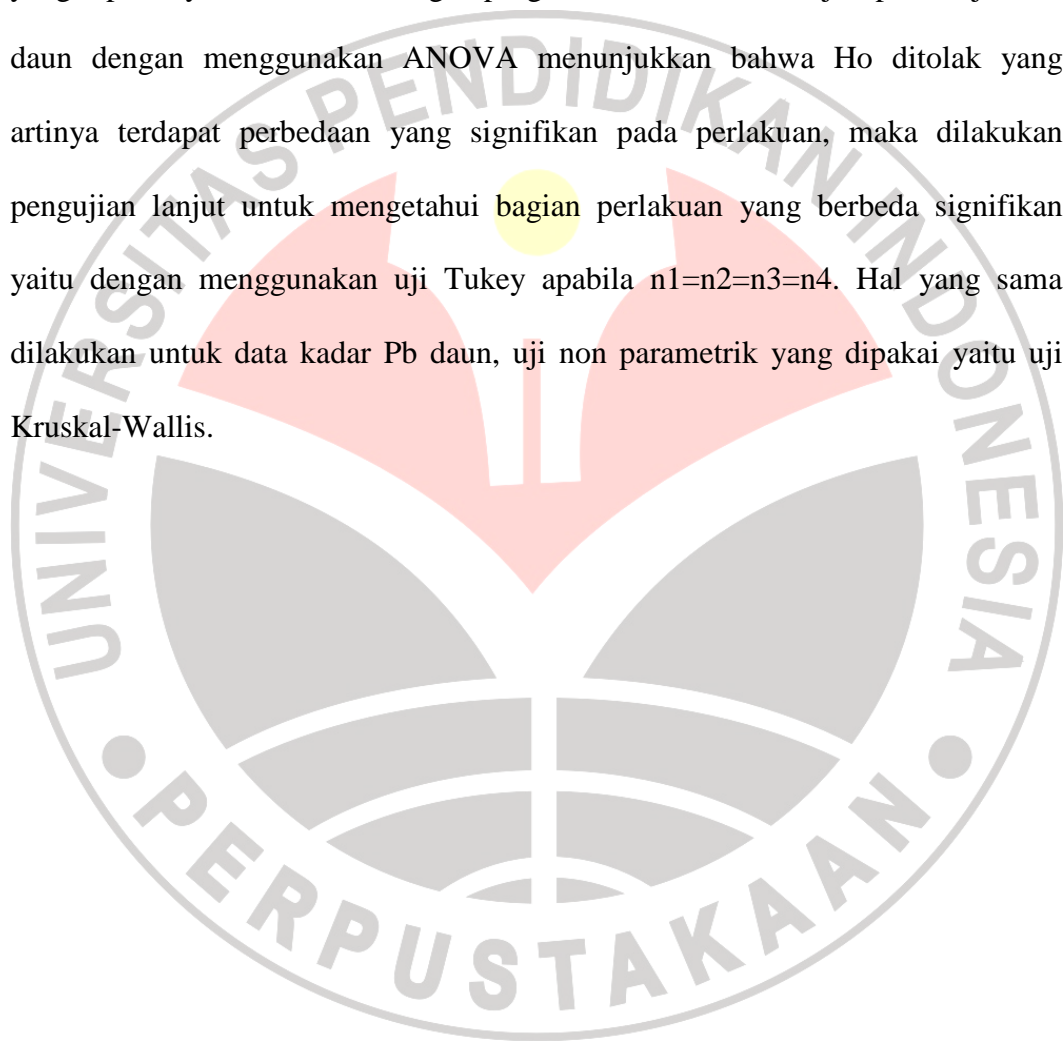 daun dengan menggunakan ANOVA menunjukkan bahwa Ho ditolak yang
artinya terdapat perbedaan yang signifikan pada perlakuan, maka dilakukan
pengujian lanjut untuk mengetahui bagian perlakuan yang berbeda signifikan
yaitu dengan menggunakan uji Tukey apabila n1=n2=n3=n4. Hal yang sama
dilakukan untuk data kadar Pb daun, uji non parametrik yang dipakai yaitu uji
Kruskal-Wallis.
UNIVERSITAS PENDIDIKAN INDONESIA
PERPUSTAKAAN